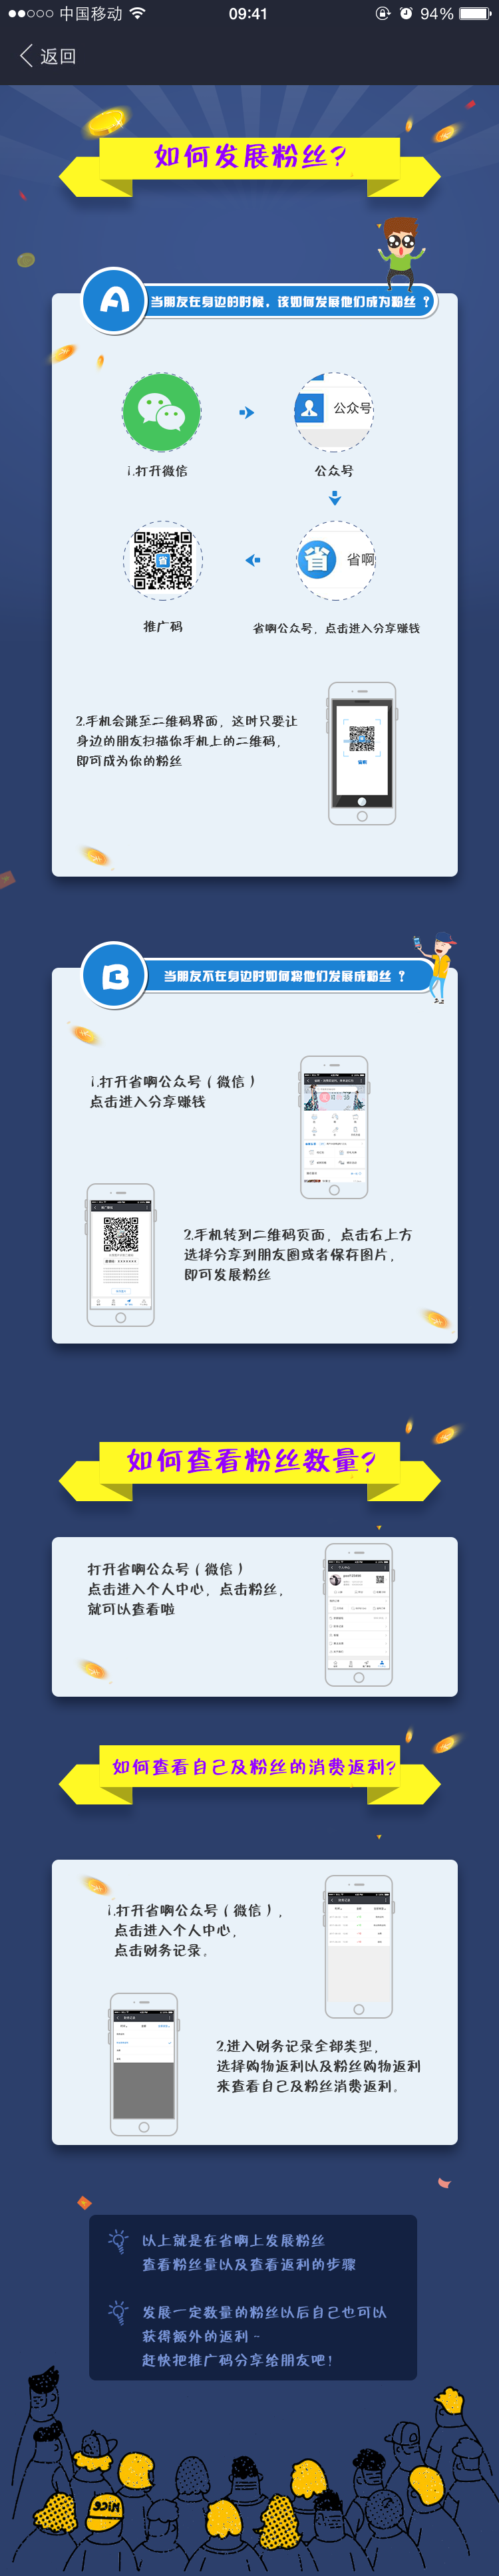 中国移动
09:41
94%
返回
如何发展粉丝?
A
当朋友在身边的时候，该如何发展他们成为粉丝 ？
公众号
1.打开微信
公众号
省
省
省啊
推广码
省啊公众号，点击进入分享赚钱
2.手机会跳至二维码界面，这时只要让
身边的朋友扫描你手机上的二维码，
即可成为你的粉丝
B
当朋友不在身边时如何将他们发展成粉丝 ？
1.打开省啊公众号（微信）
点击进入分享赚钱
2.手机转到二维码页面，点击右上方
选择分享到朋友圈或者保存图片，
即可发展粉丝
如何查看粉丝数量?
打开省啊公众号（微信）
点击进入个人中心，点击粉丝，
就可以查看啦
如何查看自己及粉丝的消费返利?
1.打开省啊公众号（微信），
点击进入个人中心，
点击财务记录。
2.进入财务记录全部类型，
选择购物返利以及粉丝购物返利
来查看自己及粉丝消费返利。
以上就是在省啊上发展粉丝
查看粉丝量以及查看返利的步骤
发展一定数量的粉丝以后自己也可以
获得额外的返利~
赶快把推广码分享给朋友吧!